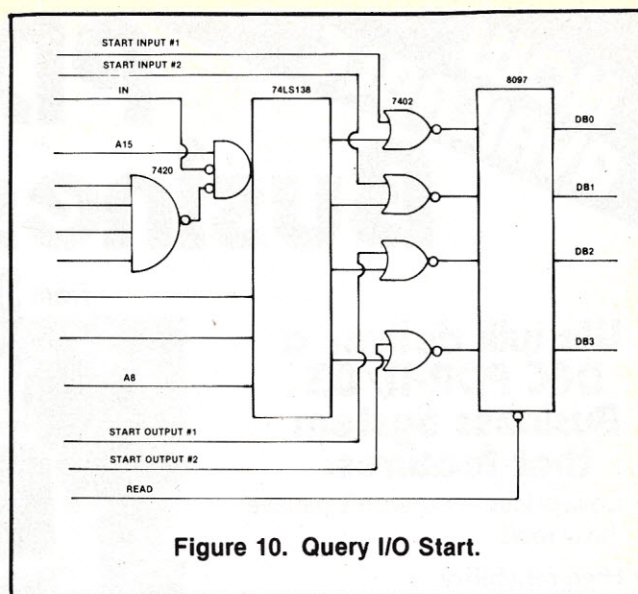 START INPUT #1
START INPUT #2
IN
74LS138
7402
8097
A15
7420
DB0
DB1
DB2
DB3
A8
START OUTPUT #1
START OUTPUT #2
READ
Figure 10. Query I/O Start.